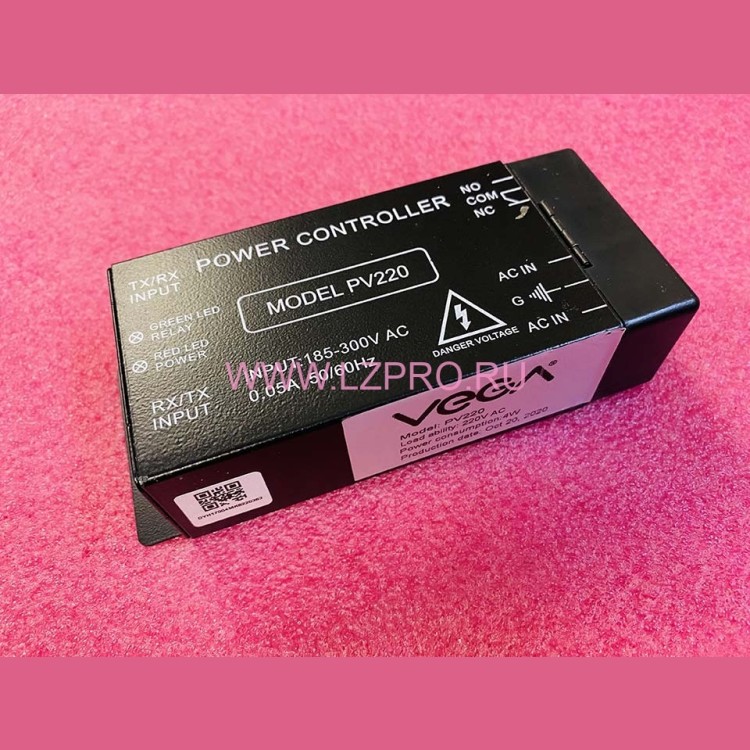 NO
COM
NC
POWER CONTROLLER
TX/RX
INPUT
MODEL PV220
AC IN
G
AC IN
GREEN LED
RELAY
RED LED
POWER
DANGER VOLTAGE
INPUT:185-300V AC
0.05A 50/60Hz
RX/TX
INPUT
WWW.LZPRO.RU
VEGA
Model: PV220
Load ability: 220V AC
Power consumption-4W
Production date: Oct 20, 2020